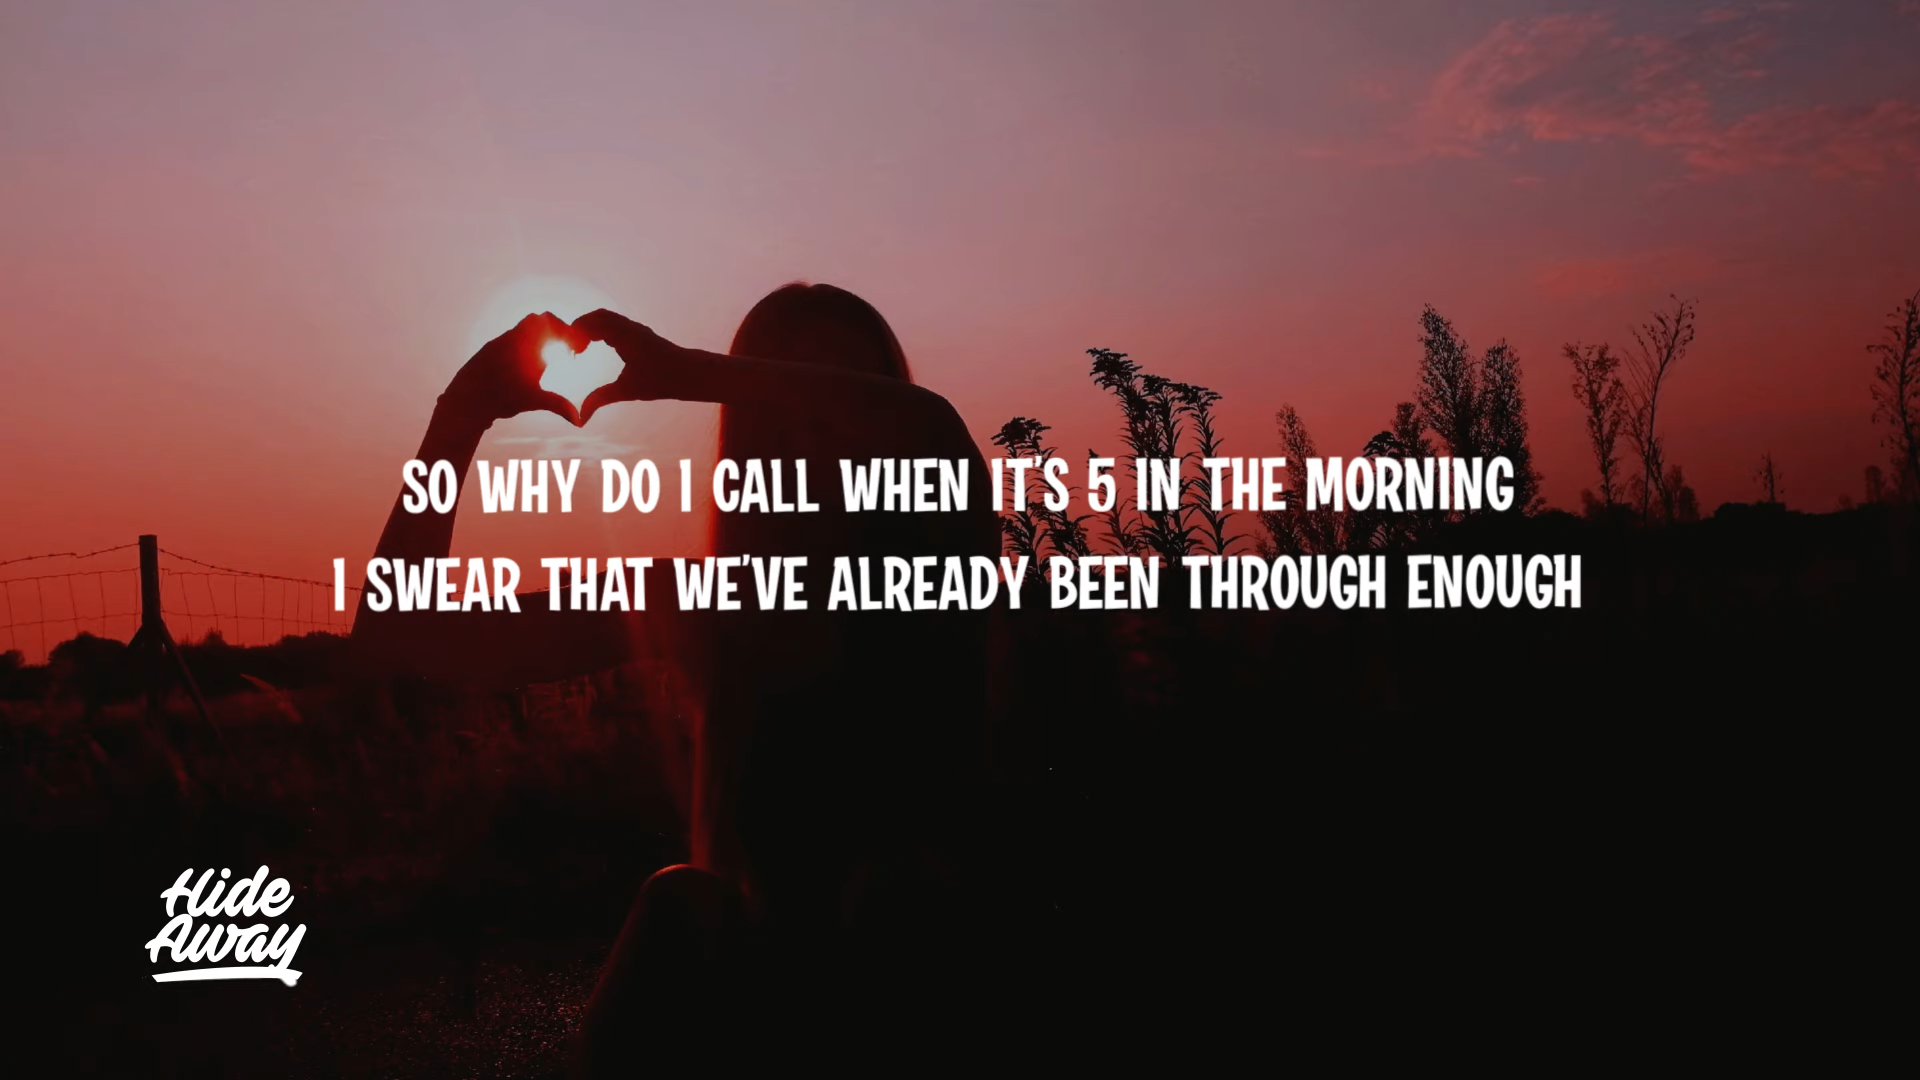 SO WHY DO I CALL WHEN IT'S 5 IN THE MORNING
I SWEAR THAT WE'VE ALREADY BEEN THROUGH ENOUGH
Hide
Away